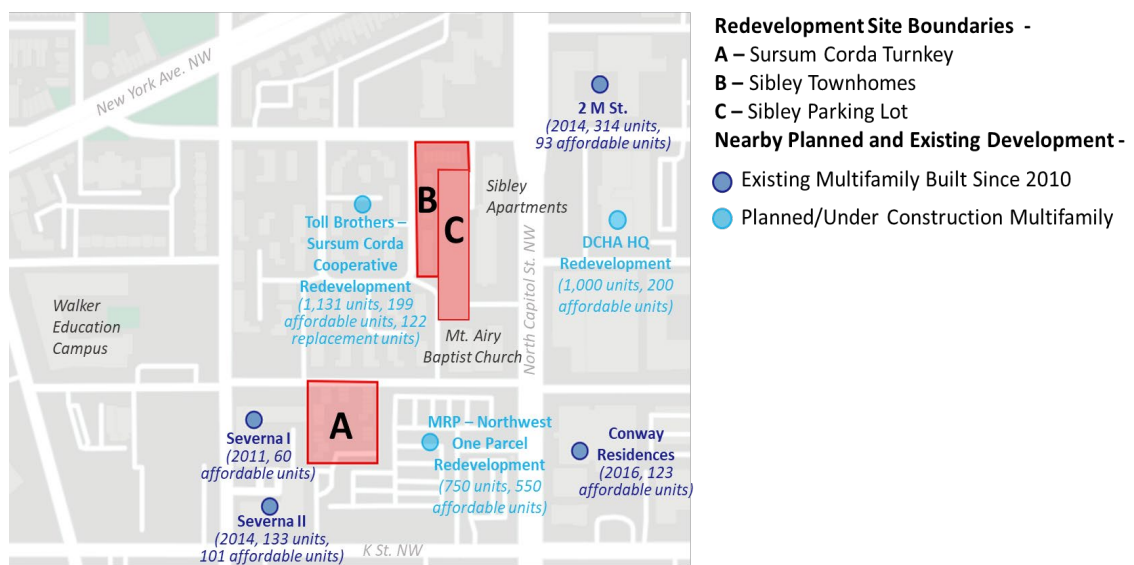 New York Ave. NW
2 M St.
(2014, 314 units,
93 affordable units)
B
C
Sibley
Apartments
Toll Brothers –
Sursum Corda
Cooperative
Redevelopment
(1,131 units, 199
affordable units, 122
replacement units)
DCHA HQ
Redevelopment
(1,000 units, 200
affordable units)
North Capitol St. NW
Walker
Education
Campus
Mt. Airy
Baptist Church
A
Severna I
(2011, 60
affordable units)
MRP – Northwest
One Parcel
Redevelopment
(750 units, 550
affordable units)
Conway
Residences
(2016, 123
affordable units)
Severna II
(2014, 133 units,
101 affordable units)
K St. NW
Redevelopment Site Boundaries -
A – Sursum Corda Turnkey
B – Sibley Townhomes
C – Sibley Parking Lot
Nearby Planned and Existing Development -
Existing Multifamily Built Since 2010
Planned/Under Construction Multifamily